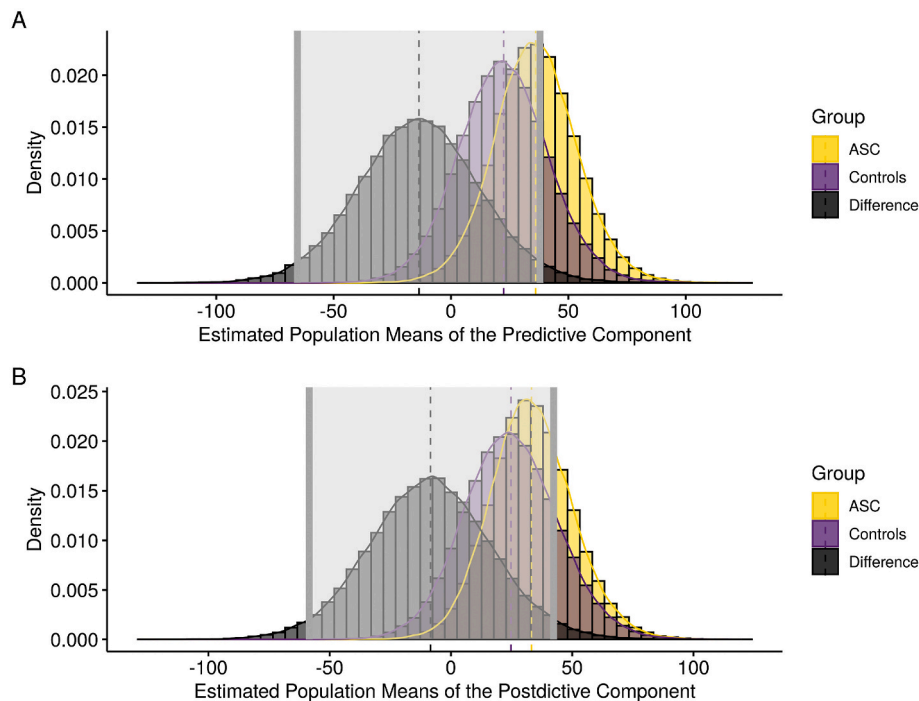 A
Density
0.020
0.015
0.010
0.005
0.000
-100 -50 0 50 100
Estimated Population Means of the Predictive Component
Group
ASC
Controls
Difference
B
Density
0.025
0.020
0.015
0.010
0.005
0.000
-100 -50 0 50 100
Estimated Population Means of the Postdictive Component
Group
ASC
Controls
Difference